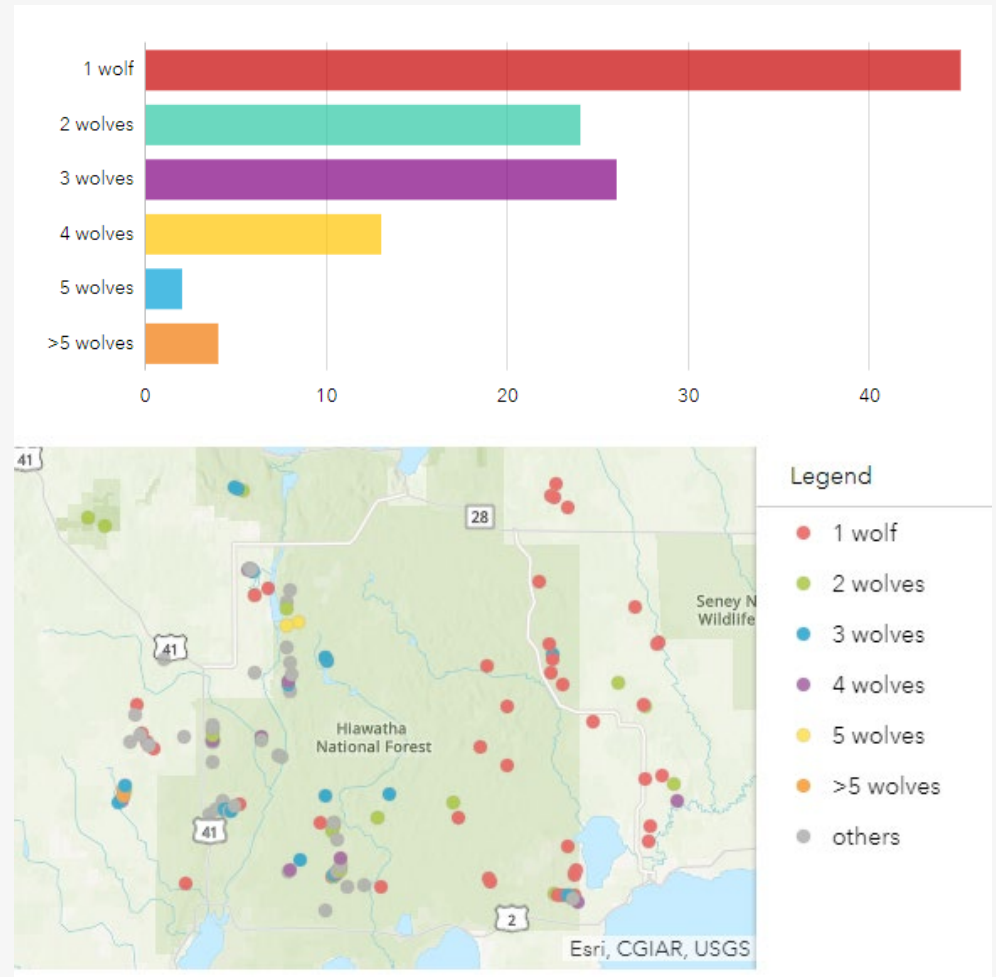 1 wolf
2 wolves
3 wolves
4 wolves
5 wolves
>5 wolves
0 10 20 30 40
41
28
Seney N
Wildlife
41
Hiawatha
National Forest
41
2
Esri, CGIAR, USGS
Legend
1 wolf
2 wolves
3 wolves
4 wolves
5 wolves
>5 wolves
others